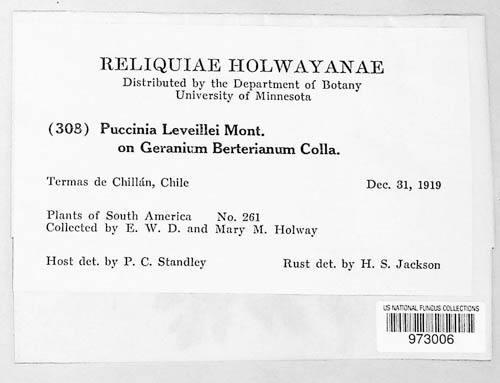 RELIQUIAE HOLWAYANAE
Distributed by the Department of Botany
University of Minnesota
(308) Puccinia Leveillei Mont.
on Geranium Berterianum Colla.
Termas de Chillán, Chile Dec. 31, 1919
Plants of South America No. 261
Collected by E. W. D. and Mary M. Holway
Host det. by P. C. Standley Rust det. by H. S. Jackson
US NATIONAL FUNGUS COLLECTIONS
973006